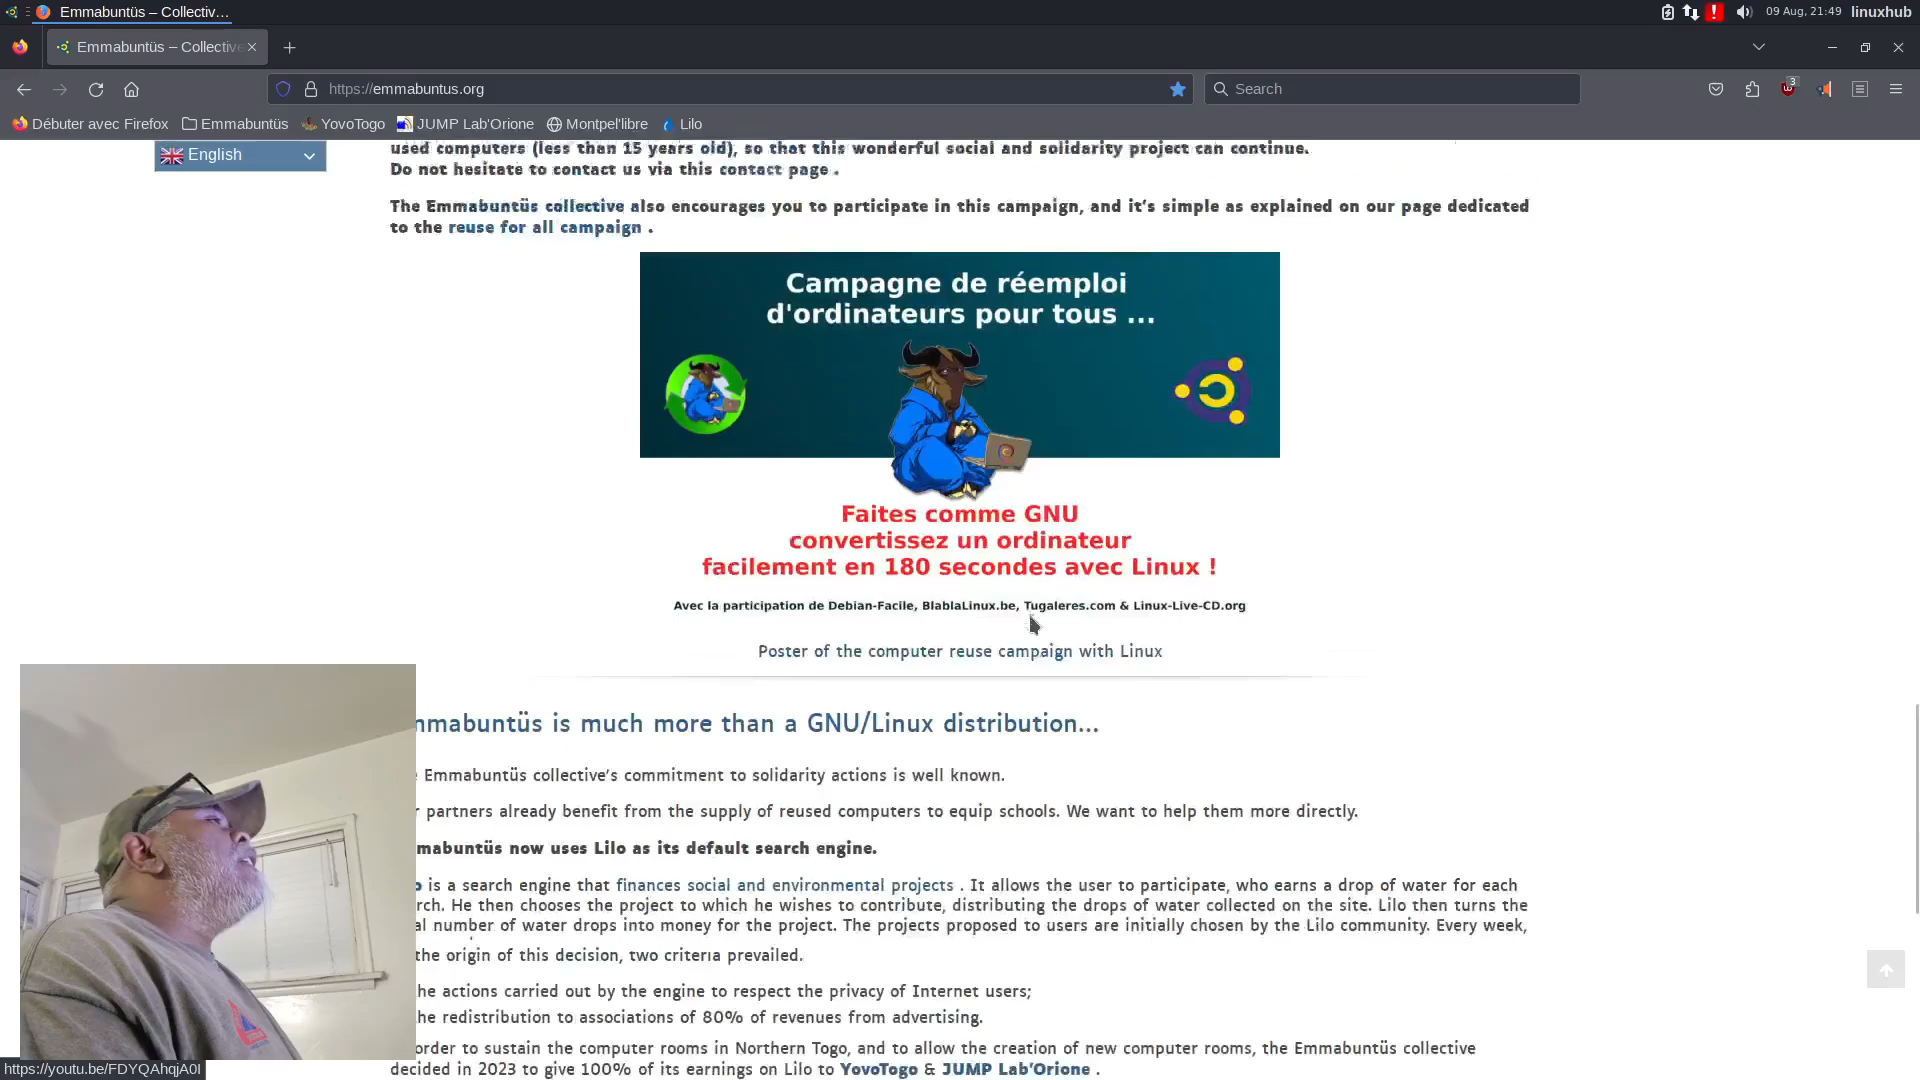 Emmabuntüs – Collectiv…
09 Aug, 21:49 linuxhub
Emmabuntüs – Collective
https://emmabuntus.org
Search
3
Débuter avec Firefox Emmabuntüs YovoTogo JUMP Lab'Orione Montpel'libre Lilo
English
used computers (less than 15 years old), so that this wonderful social and solidarity project can continue.
Do not hesitate to contact us via this contact page .
The Emmabuntüs collective also encourages you to participate in this campaign, and it's simple as explained on our page dedicated
to the reuse for all campaign .
Campagne de réemploi
d'ordinateurs pour tous ...
Faites comme GNU
convertissez un ordinateur
facilement en 180 secondes avec Linux !
Avec la participation de Debian-Facile, BlablaLinux.be, Tugaleres.com & Linux-Live-CD.org
Poster of the computer reuse campaign with Linux
mmabuntüs is much more than a GNU/Linux distribution...
Emmabuntüs collective's commitment to solidarity actions is well known.
partners already benefit from the supply of reused computers to equip schools. We want to help them more directly.
mabuntüs now uses Lilo as its default search engine.
is a search engine that finances social and environmental projects . It allows the user to participate, who earns a drop of water for each
rch. He then chooses the project to which he wishes to contribute, distributing the drops of water collected on the site. Lilo then turns the
al number of water drops into money for the project. The projects proposed to users are initially chosen by the Lilo community. Every week,
the origin of this decision, two criteria prevailed.
he actions carried out by the engine to respect the privacy of Internet users;
he redistribution to associations of 80% of revenues from advertising.
order to sustain the computer rooms in Northern Togo, and to allow the creation of new computer rooms, the Emmabuntüs collective
decided in 2023 to give 100% of its earnings on Lilo to YovoTogo & JUMP Lab'Orione .
https://youtu.be/FDYQAhqjA0I